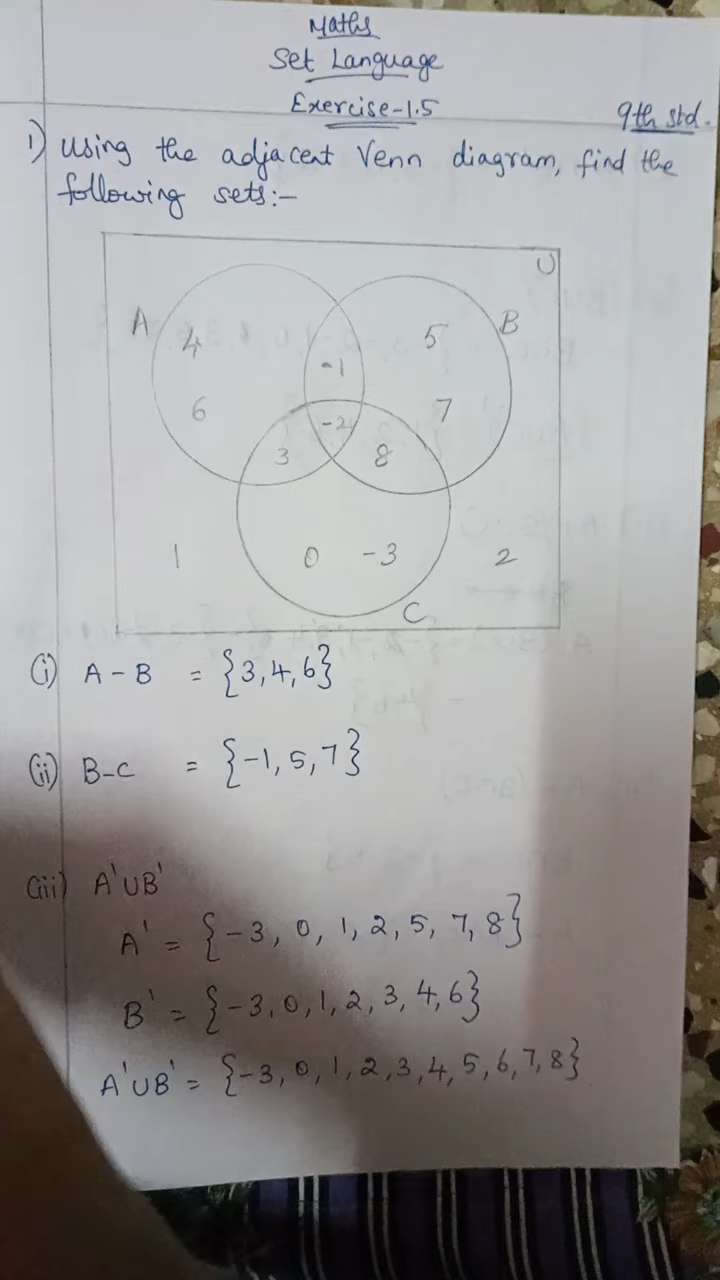 Maths
Set Language
Exercise-1.5
9th std.
1) using the adjacent Venn diagram, find the
following sets:-
U
A
B
4
5
-1
6
7
-2
3
8
1
0
-3
2
C
(i) A - B = {3, 4, 6}
(ii) B-C = {-1, 5, 7}
(iii) A'UB'
A' = {-3, 0, 1, 2, 5, 7, 8}
B' = {-3, 0, 1, 2, 3, 4, 6}
A'UB' = {-3, 0, 1, 2, 3, 4, 5, 6, 7, 8}